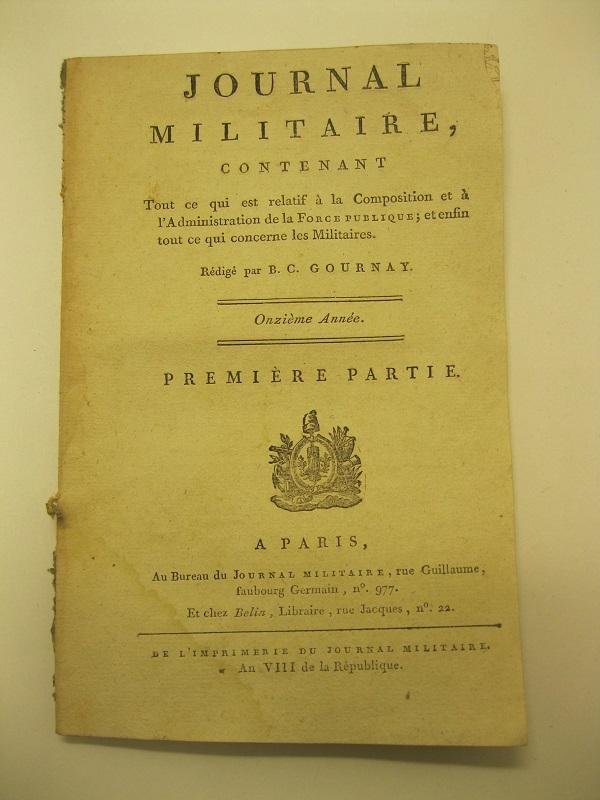 JOURNAL
MILITAIRE,
CONTENANT
Tout ce qui est relatif à la Composition et à
l'Administration de la FORCE PUBLIQUE; et enfin
tout ce qui concerne les Militaires.
Rédigé par B. C. GOURNAY.
Onzième Année.
PREMIÈRE PARTIE.
A PARIS,
Au Bureau du JOURNAL MILITAIRE, rue Guillaume,
faubourg Germain, n°. 977.
Et chez Belin, Libraire, rue Jacques, n°. 22.
DE L'IMPRIMERIE DU JOURNAL MILITAIRE.
An VIII de la République.